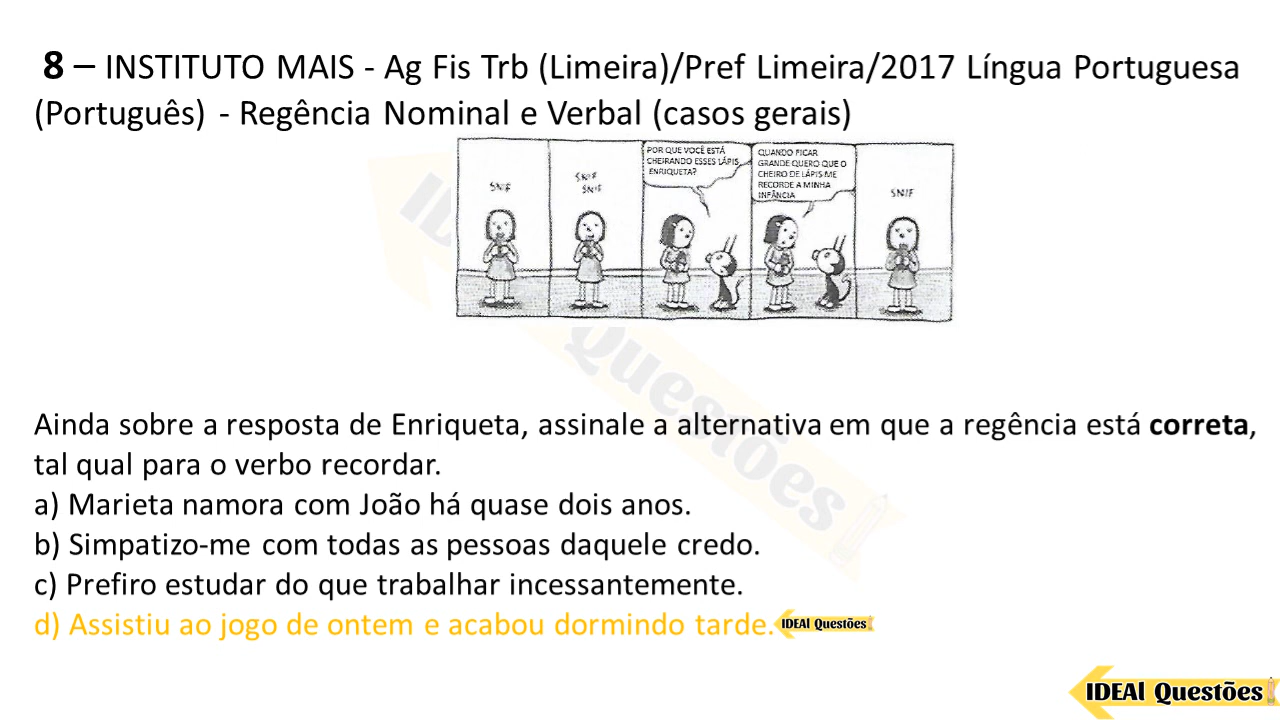 8 – INSTITUTO MAIS - Ag Fis Trb (Limeira)/Pref Limeira/2017 Língua Portuguesa
(Português) - Regência Nominal e Verbal (casos gerais)
SNIF
SNIF
SNIF
POR QUE VOCÊ ESTÁ
CHEIRANDO ESSES LÁPIS,
ENRIQUETA?
QUANDO FICAR
GRANDE QUERO QUE O
CHEIRO DE LÁPIS ME
RECORDE A MINHA
INFÂNCIA
SNIF
Ainda sobre a resposta de Enriqueta, assinale a alternativa em que a regência está correta,
tal qual para o verbo recordar.
a) Marieta namora com João há quase dois anos.
b) Simpatizo-me com todas as pessoas daquele credo.
c) Prefiro estudar do que trabalhar incessantemente.
d) Assistiu ao jogo de ontem e acabou dormindo tarde.
IDEAl Questões
IDEAl Questões
Questões